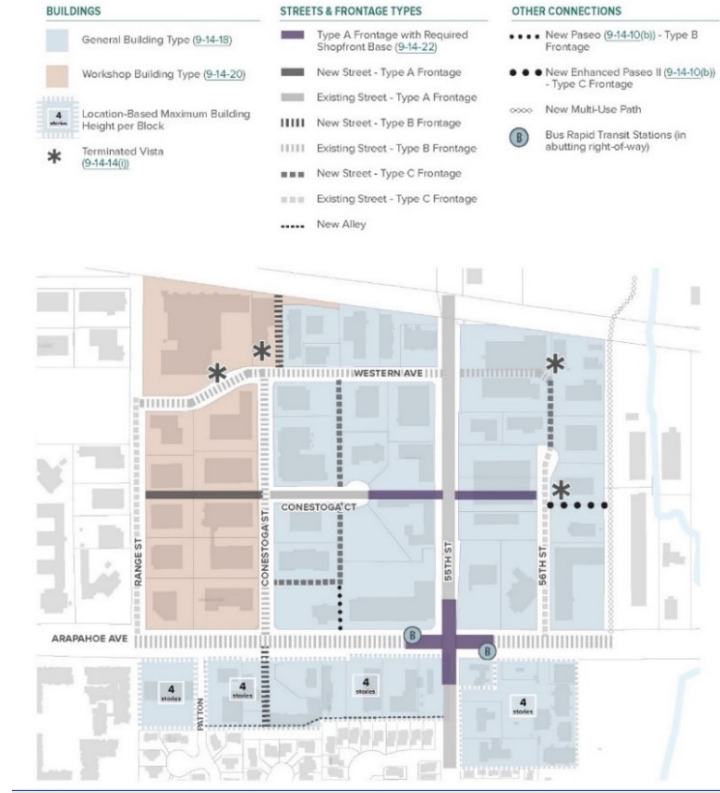 BUILDINGS
General Building Type (9-14-18)
Workshop Building Type (9-14-20)
4
stories
Location-Based Maximum Building
Height per Block
Terminated Vista
(9-14-14(i))
STREETS & FRONTAGE TYPES
Type A Frontage with Required
Shopfront Base (9-14-22)
New Street - Type A Frontage
Existing Street - Type A Frontage
New Street - Type B Frontage
Existing Street - Type B Frontage
New Street - Type C Frontage
Existing Street - Type C Frontage
New Alley
OTHER CONNECTIONS
New Paseo (9-14-10(b)) - Type B
Frontage
New Enhanced Paseo II (9-14-10(b))
- Type C Frontage
New Multi-Use Path
B
Bus Rapid Transit Stations (in
abutting right-of-way)
WESTERN AVE
CONESTOGA CT
RANGE ST
CONESTOGA ST
55TH ST
56TH ST
ARAPAHOE AVE
B
B
PATTON
4
stories
4
stories
4
stories
4
stories